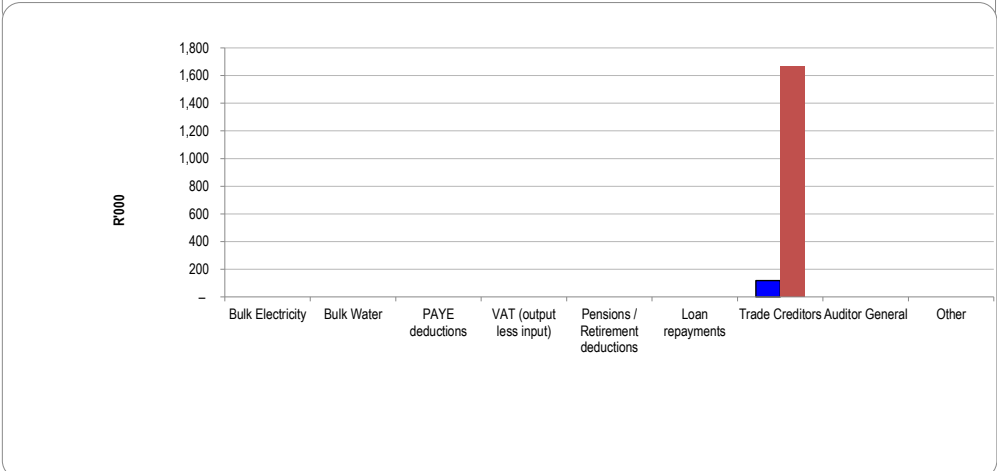 1,800
1,600
1,400
1,200
1,000
800
600
400
200
–
R'000
Bulk Electricity
Bulk Water
PAYE
deductions
VAT (output
less input)
Pensions /
Retirement
deductions
Loan
repayments
Trade Creditors
Auditor General
Other